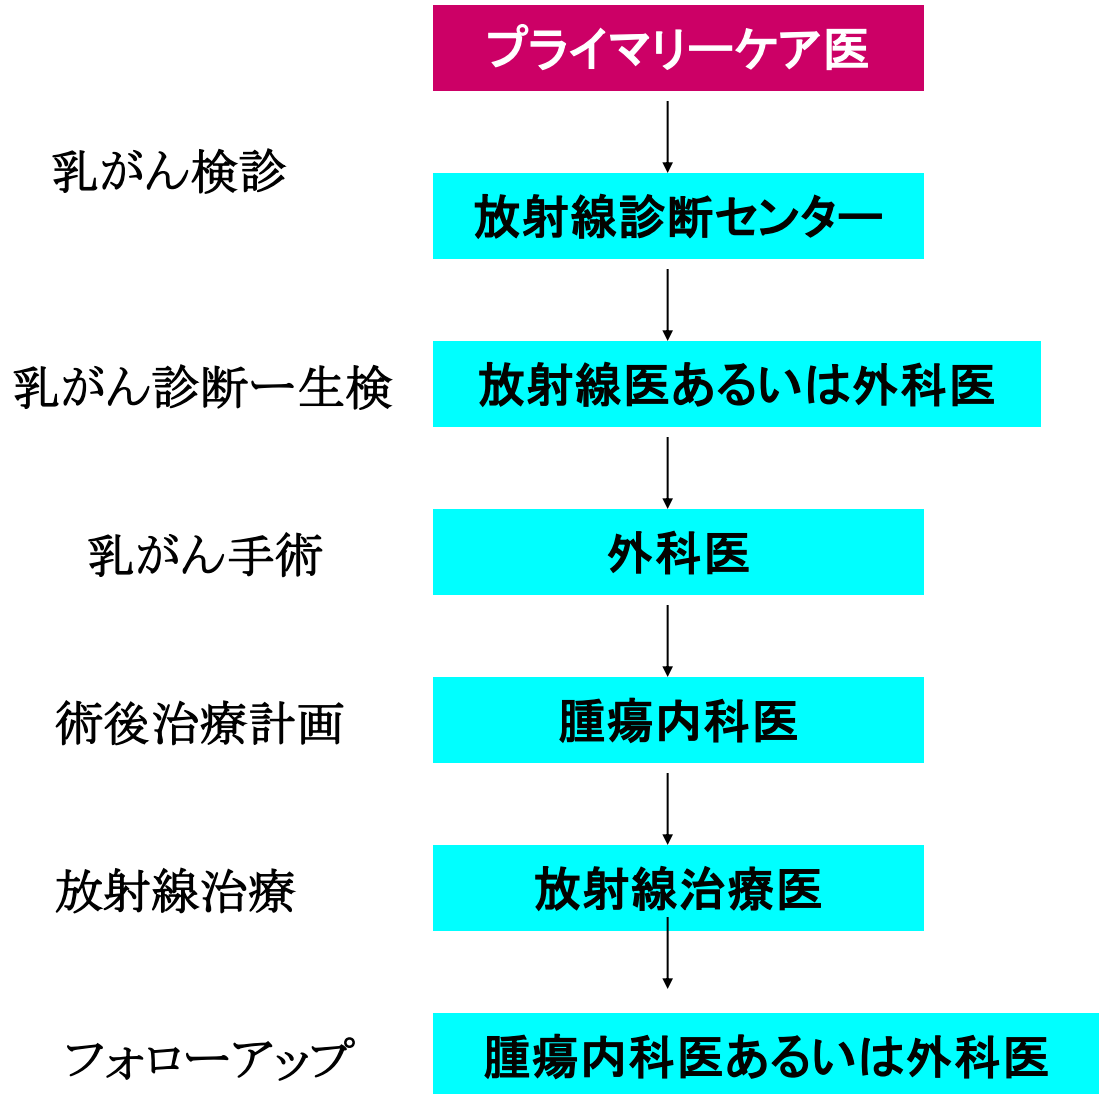 プライマリーケア医
乳がん検診
放射線診断センター
乳がん診断ー生検
放射線医あるいは外科医
乳がん手術
外科医
術後治療計画
腫瘍内科医
放射線治療
放射線治療医
フォローアップ
腫瘍内科医あるいは外科医